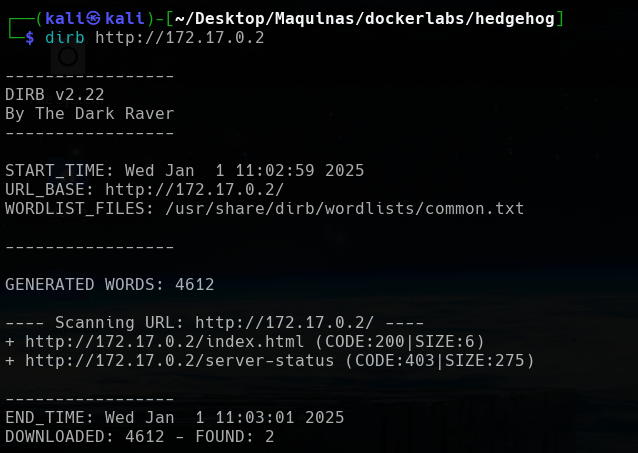 ┌──(kali㉿kali)-[~/Desktop/Maquinas/dockerlabs/hedgehog]
└─$ dirb http://172.17.0.2
-----------------
DIRB v2.22
By The Dark Raver
-----------------
START_TIME: Wed Jan  1 11:02:59 2025
URL_BASE: http://172.17.0.2/
WORDLIST_FILES: /usr/share/dirb/wordlists/common.txt
-----------------
GENERATED WORDS: 4612
---- Scanning URL: http://172.17.0.2/ ----
+ http://172.17.0.2/index.html (CODE:200|SIZE:6)
+ http://172.17.0.2/server-status (CODE:403|SIZE:275)
-----------------
END_TIME: Wed Jan  1 11:03:01 2025
DOWNLOADED: 4612 - FOUND: 2